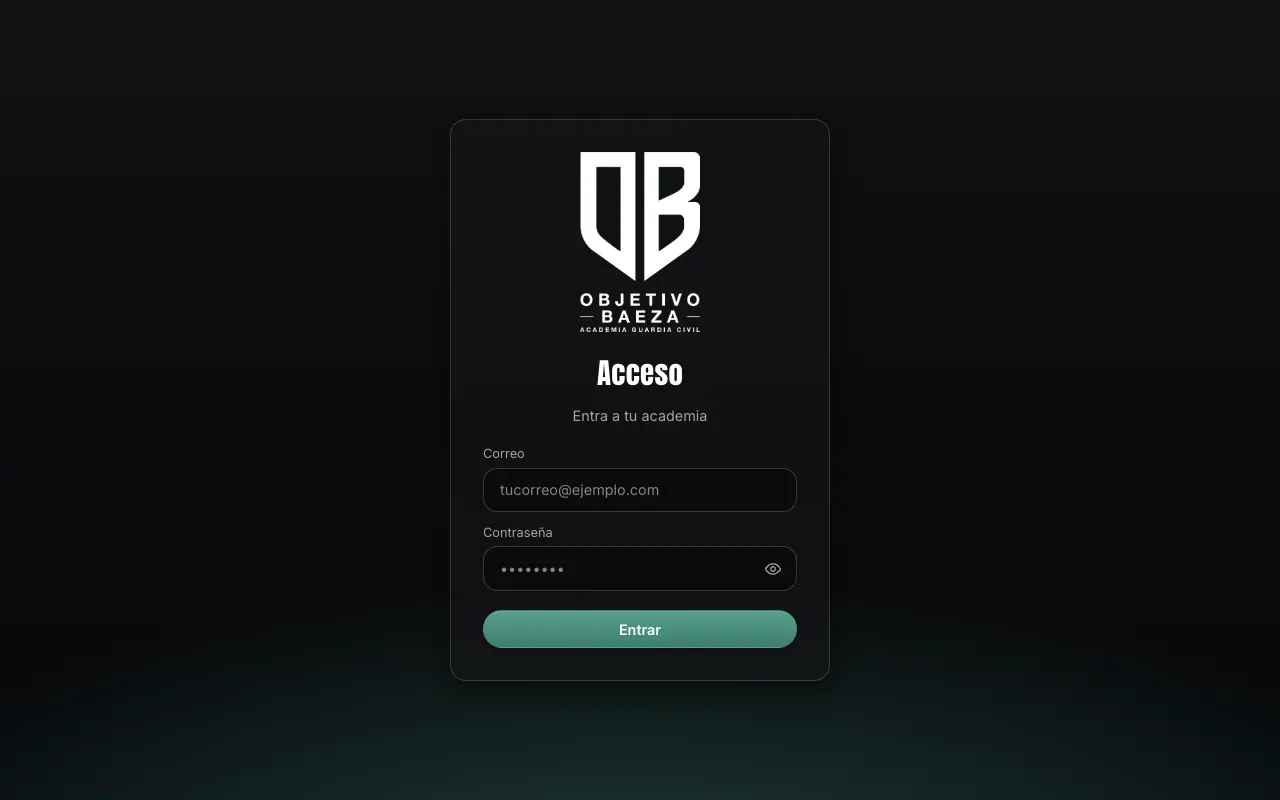 OB
OBJETIVO
BAEZA
ACADEMIA GUARDIA CIVIL
Acceso
Entra a tu academia
Correo
tucorreo@ejemplo.com
Contraseña
••••••••
Entrar